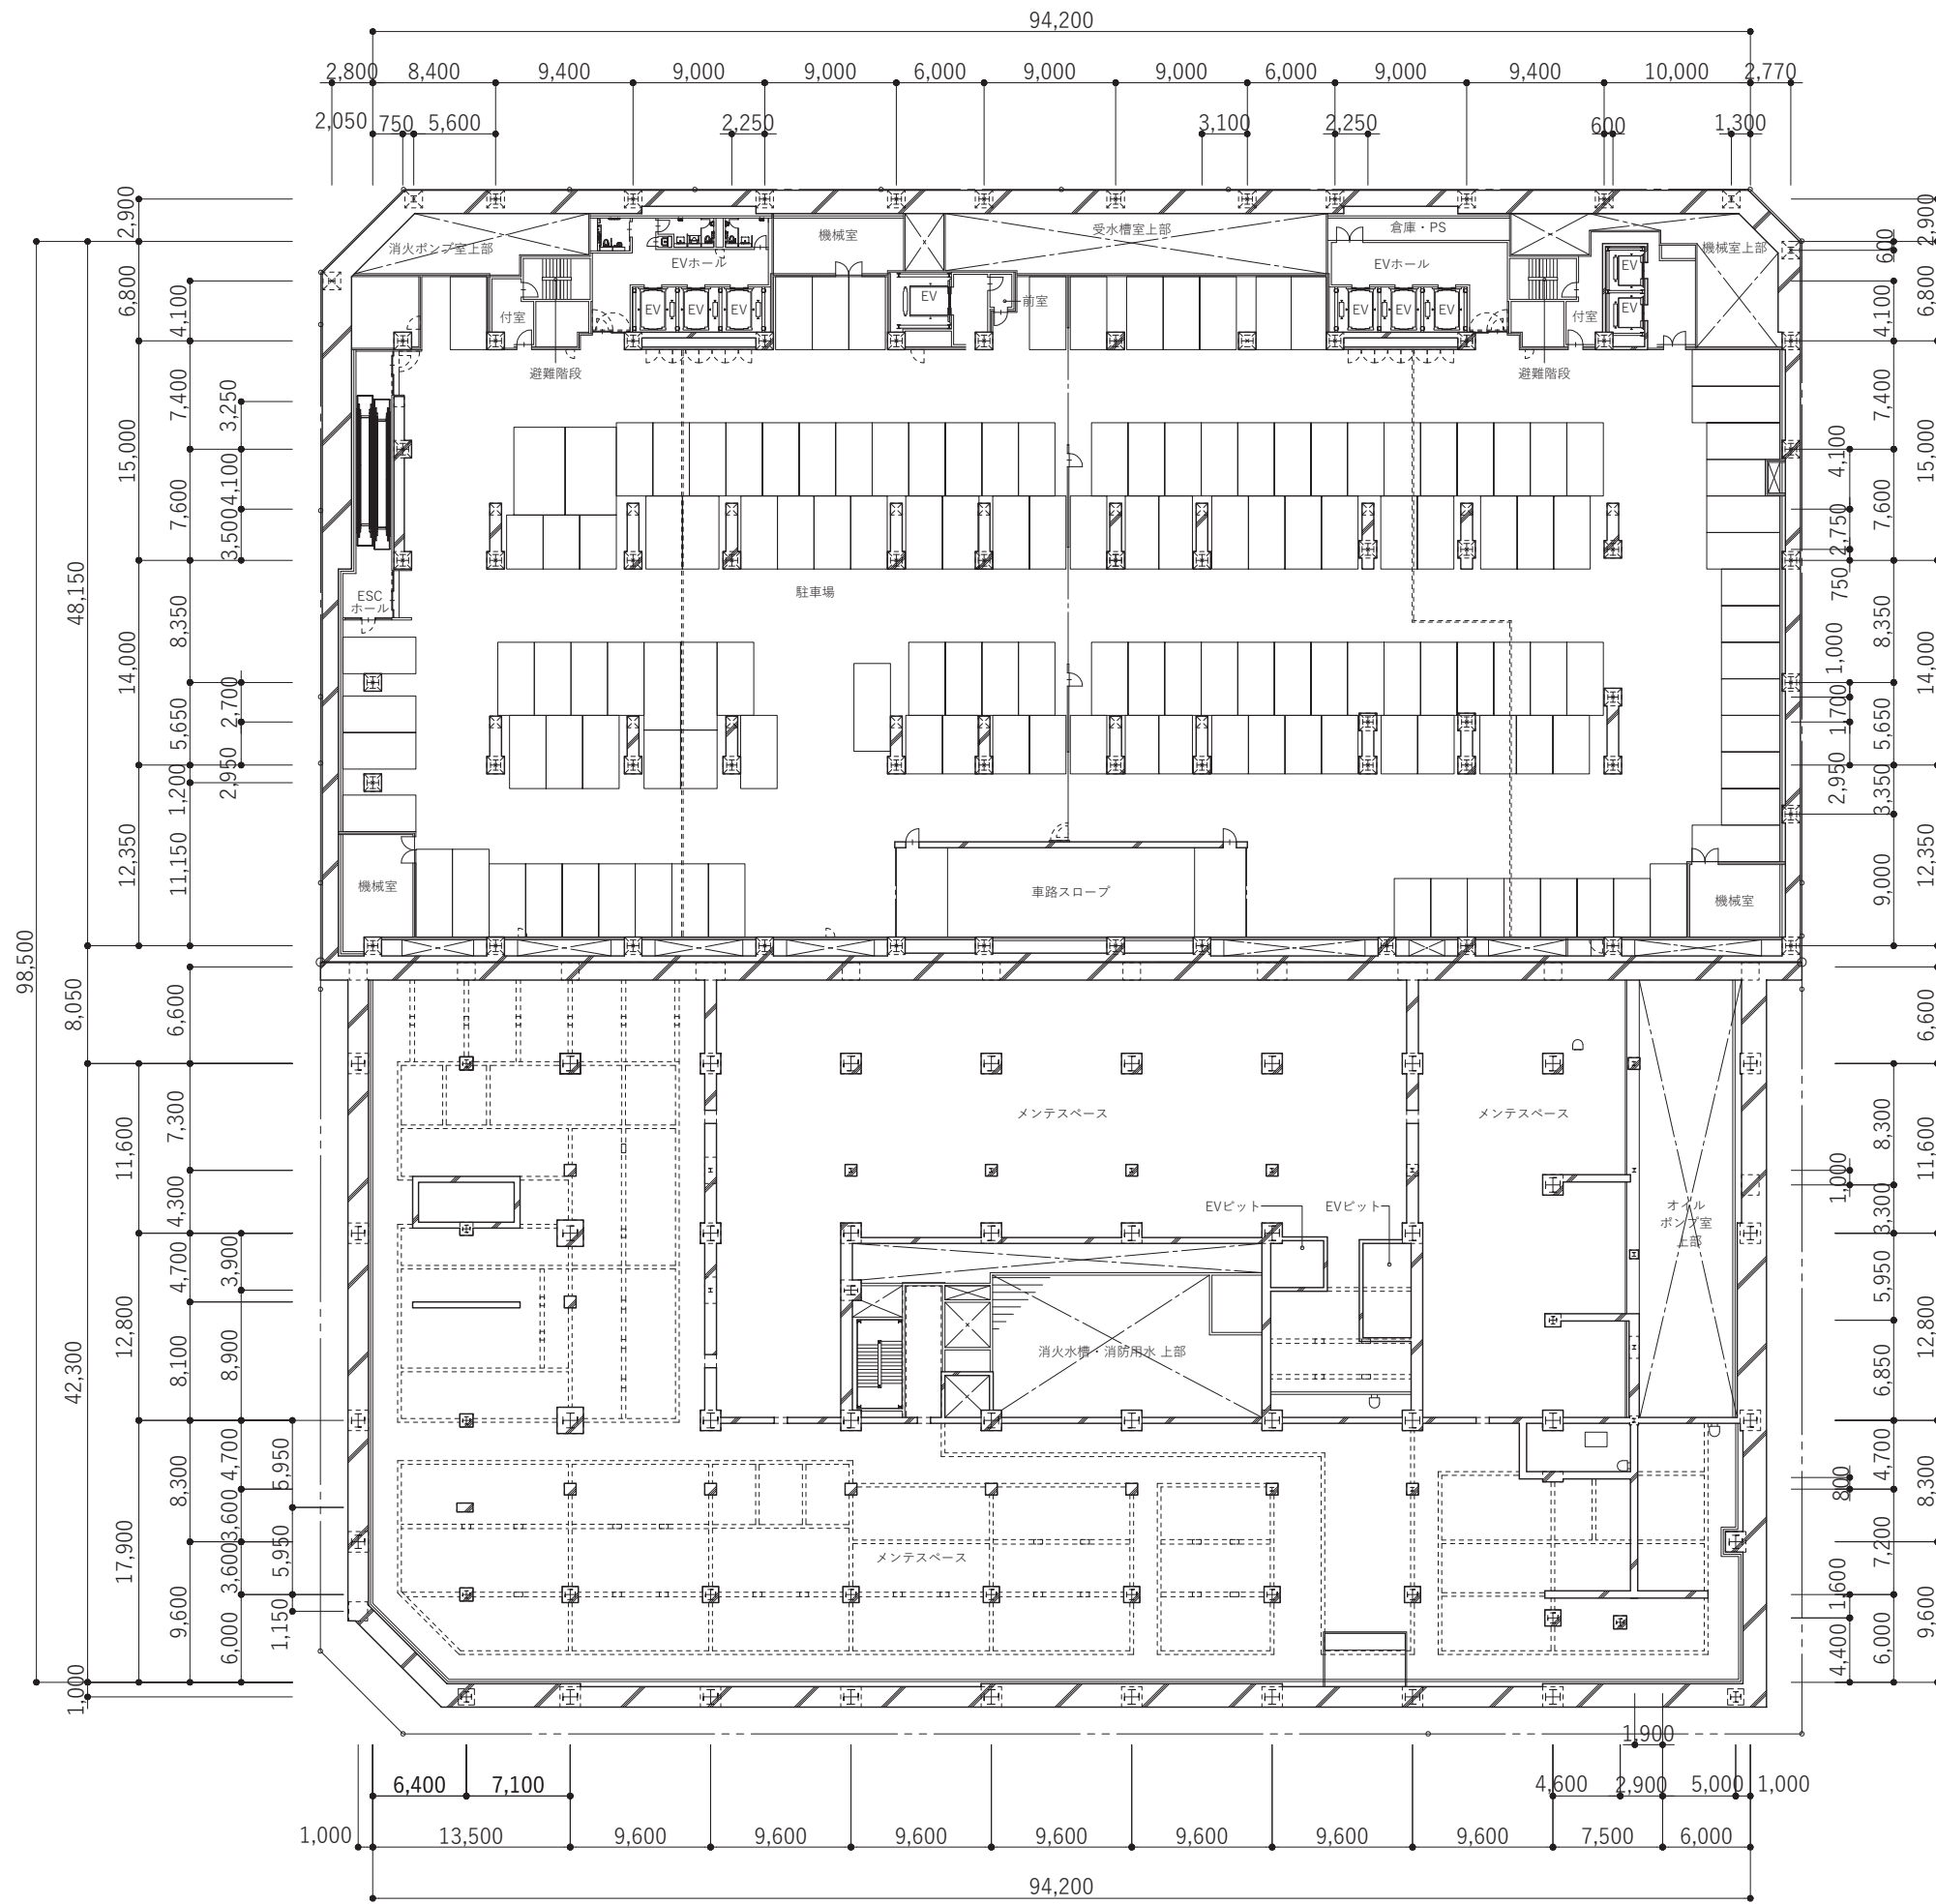 94,200
2,800 8,400 9,400 9,000 9,000 6,000 9,000 9,000 6,000 9,000 9,400 10,000 2,770
2,050 750 5,600 2,250 3,100 2,250 600 1,300
消火ポンプ室上部
EVホール
機械室
受水槽室上部
倉庫・PS
EVホール
機械室上部
EV
EV
EV
EV
EV
EV
EV
EV
EV
前室
付室
付室
避難階段
避難階段
駐車場
ESC
ホール
機械室
車路スロープ
機械室
メンテスペース
メンテスペース
EVピット
EVピット
オイル
ポンプ室
上部
消火水槽・消防用水 上部
メンテスペース
98,500
48,150
8,050
42,300
1,000
2,900
6,800
15,000
14,000
12,350
11,600
12,800
17,900
4,100
7,400
7,600
8,350
5,650
1,200
11,150
6,600
7,300
4,300
4,700
8,100
8,300
9,600
3,250
4,100
3,500
2,700
2,950
3,900
8,900
4,700
3,600
3,600
6,000
5,950
5,950
1,150
2,900
6,800
15,000
14,000
12,350
6,600
11,600
12,800
8,300
9,600
600
4,100
7,400
7,600
8,350
5,650
3,350
9,000
8,300
3,300
5,950
6,850
4,700
7,200
6,000
4,100
2,750
750
1,000
1700
2,950
1,000
800
1600
4,400
1,900
6,400 7,100 4,600 2,900 5,000 1,000
1,000 13,500 9,600 9,600 9,600 9,600 9,600 9,600 9,600 7,500 6,000
94,200